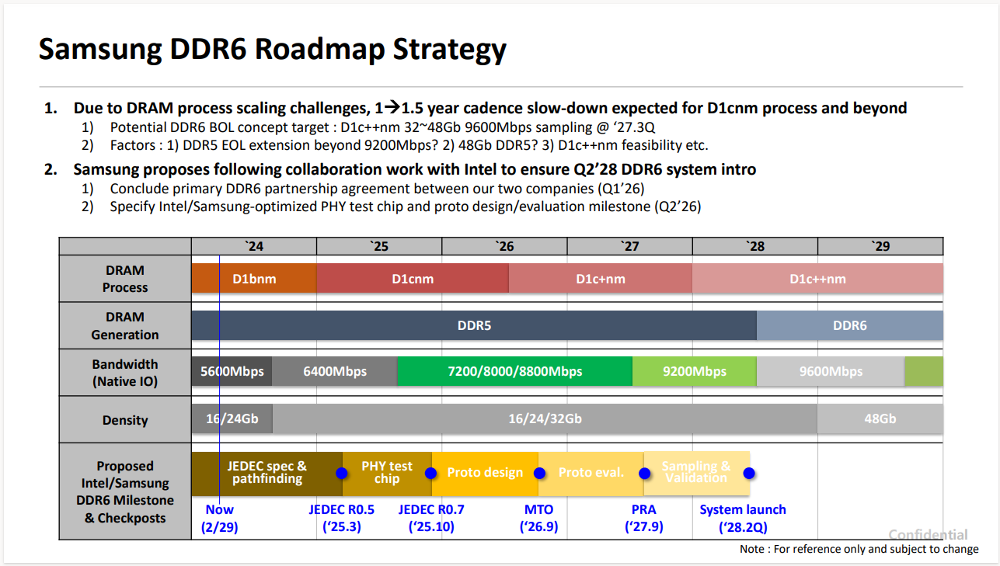 Samsung DDR6 Roadmap Strategy
1. Due to DRAM process scaling challenges, 1→1.5 year cadence slow-down expected for D1cnm process and beyond
1) Potential DDR6 BOL concept target : D1c++nm 32~48Gb 9600Mbps sampling @ ‘27.3Q
2) Factors : 1) DDR5 EOL extension beyond 9200Mbps? 2) 48Gb DDR5? 3) D1c++nm feasibility etc.
2. Samsung proposes following collaboration work with Intel to ensure Q2’28 DDR6 system intro
1) Conclude primary DDR6 partnership agreement between our two companies (Q1’26)
2) Specify Intel/Samsung-optimized PHY test chip and proto design/evaluation milestone (Q2’26)
`24 `25 `26 `27 `28 `29
DRAM
Process
D1bnm D1cnm D1c+nm D1c++nm
DRAM
Generation
DDR5 DDR6
Bandwidth
(Native IO)
5600Mbps 6400Mbps 7200/8000/8800Mbps 9200Mbps 9600Mbps
Density
16/24Gb 16/24/32Gb 48Gb
Proposed
Intel/Samsung
DDR6 Milestone
& Checkposts
JEDEC spec &
pathfinding
PHY test
chip
Proto design
Proto eval.
Sampling &
Validation
Now
(2/29)
JEDEC R0.5
(‘25.3)
JEDEC R0.7
(‘25.10)
MTO
(‘26.9)
PRA
(‘27.9)
System launch
(‘28.2Q)
Confidential
Note : For reference only and subject to change